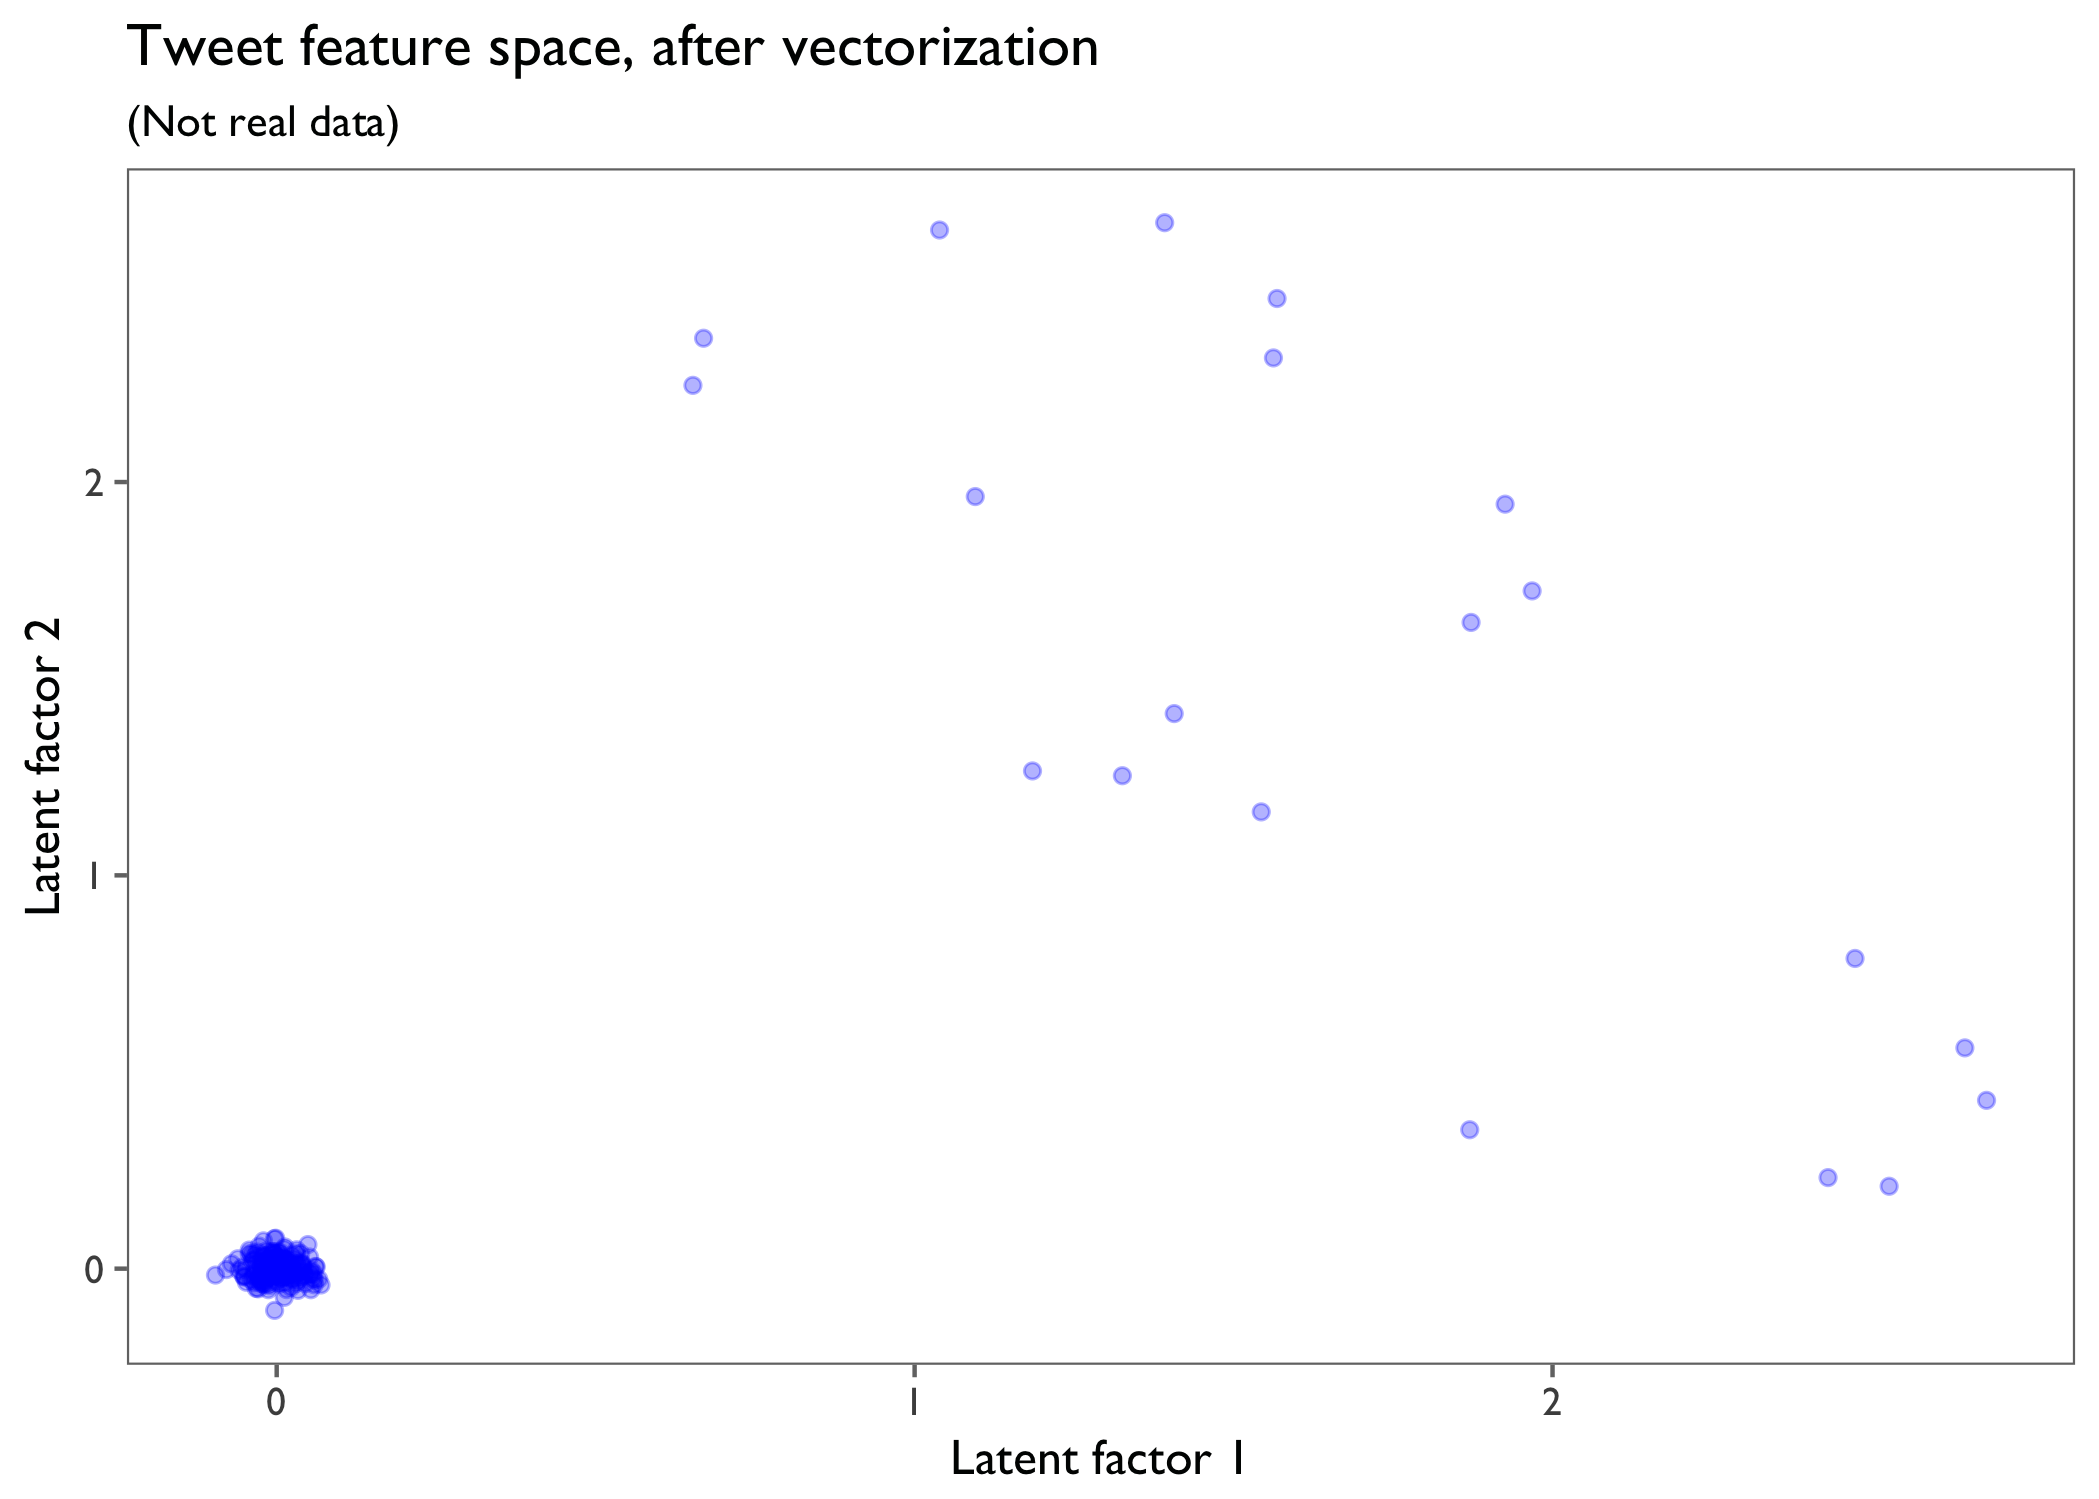 Tweet feature space, after vectorization
(Not real data)
Latent factor 2
2
1
0
0
1
2
Latent factor 1